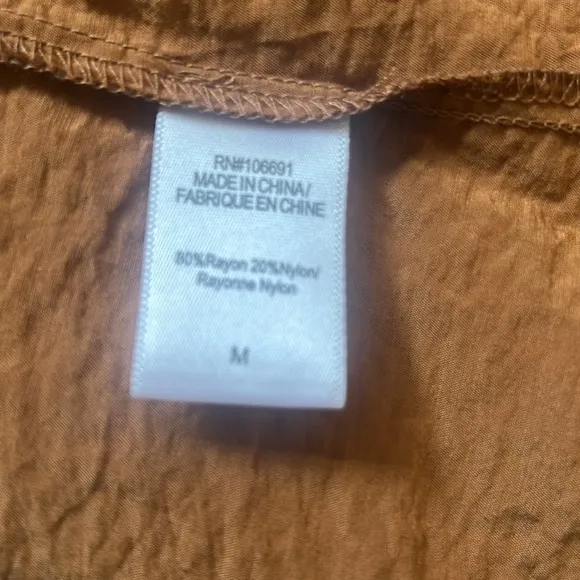 RN#106691
MADE IN CHINA/
FABRIQUE EN CHINE
80%Rayon 20%Nylon/
Rayonne Nylon
M